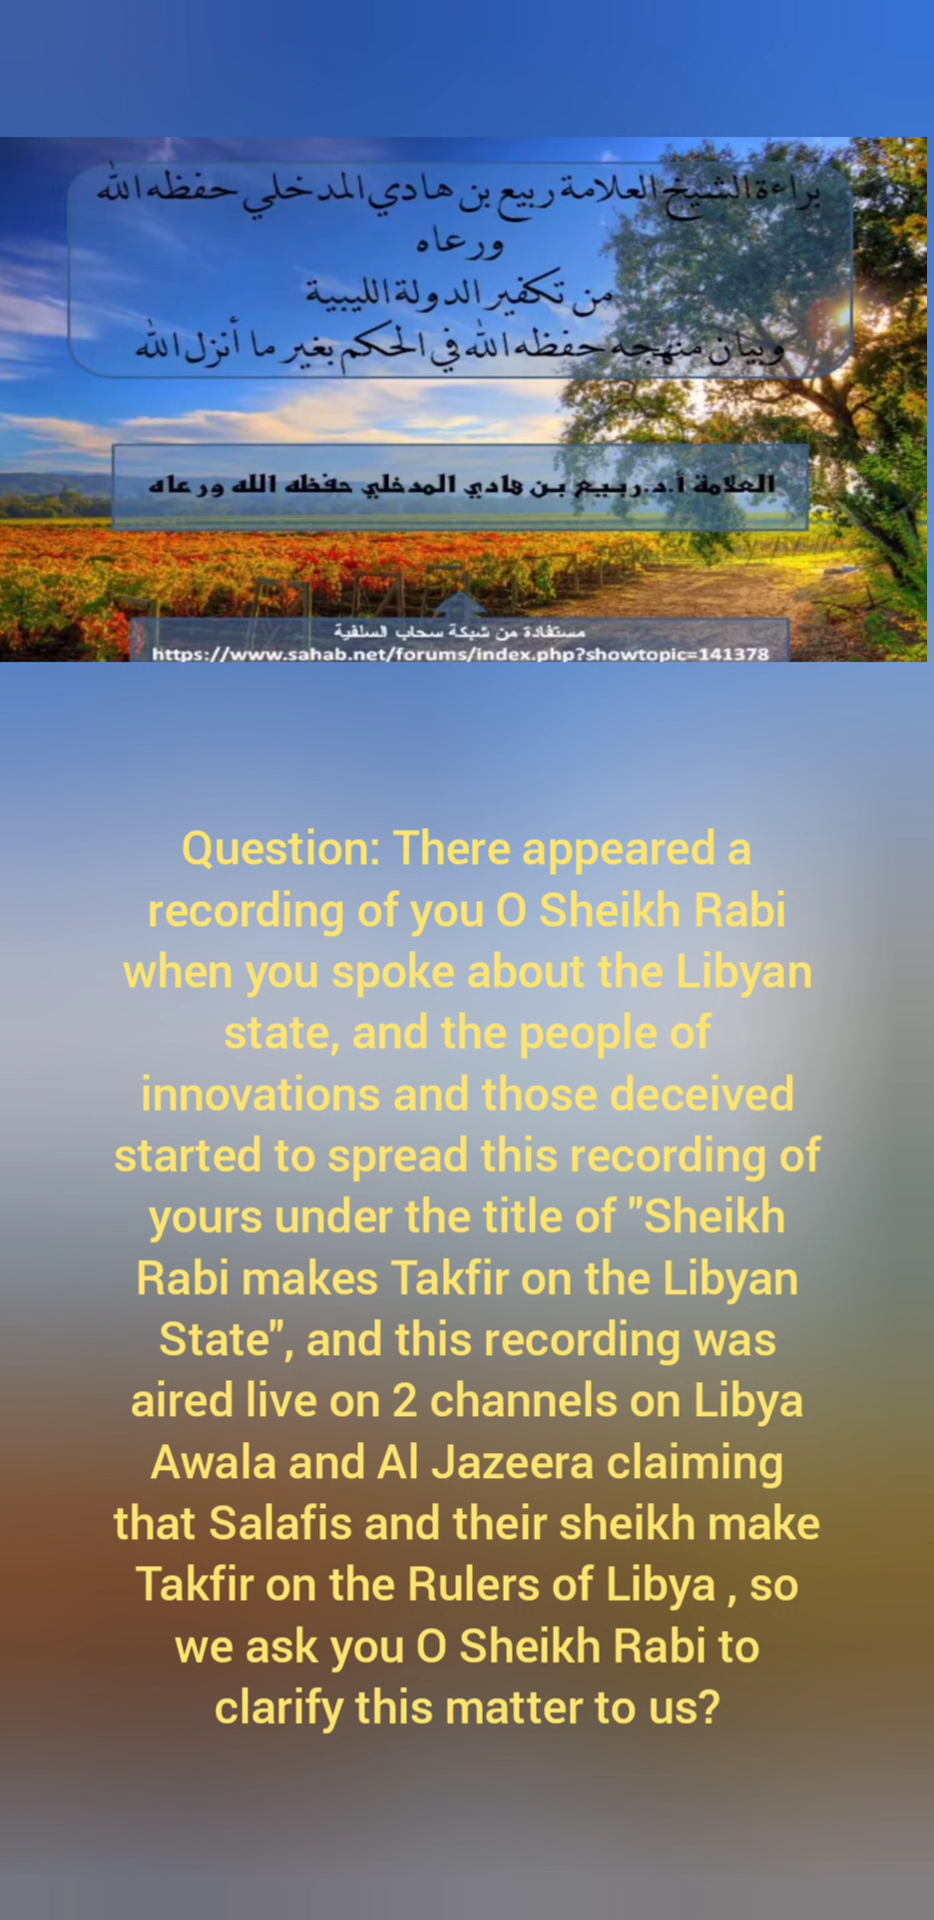 براءة الشيخ العلامة ربيع بن هادي المدخلي حفظه الله
ورعاه
من تكفير الدولة الليبية
وبيان منهجه حفظه الله في الحكم بغير ما أنزل الله
العلامة أ.د.ربيع بن هادي المدخلي حفظه الله ورعاه
مستفادة من شبكة سحاب السلفية
https://www.sahab.net/forums/index.php?showtopic=141378
Question: There appeared a
recording of you O Sheikh Rabi
when you spoke about the Libyan
state, and the people of
innovations and those deceived
started to spread this recording of
yours under the title of "Sheikh
Rabi makes Takfir on the Libyan
State", and this recording was
aired live on 2 channels on Libya
Awala and Al Jazeera claiming
that Salafis and their sheikh make
Takfir on the Rulers of Libya , so
we ask you O Sheikh Rabi to
clarify this matter to us?